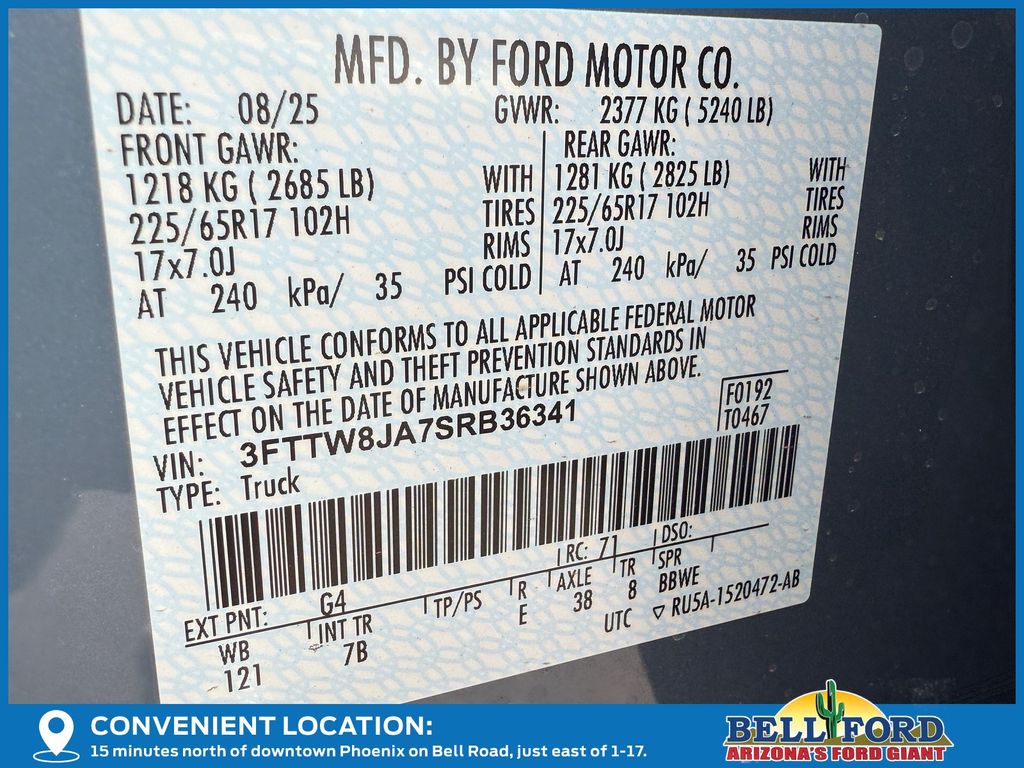 MFD. BY FORD MOTOR CO.
DATE: 08/25 GVWR: 2377 KG ( 5240 LB)
FRONT GAWR: REAR GAWR:
1218 KG ( 2685 LB) WITH 1281 KG ( 2825 LB) WITH
225/65R17 102H TIRES 225/65R17 102H TIRES
17x7.0J RIMS 17x7.0J RIMS
AT 240 kPa/ 35 PSI COLD AT 240 kPa/ 35 PSI COLD
THIS VEHICLE CONFORMS TO ALL APPLICABLE FEDERAL MOTOR
VEHICLE SAFETY AND THEFT PREVENTION STANDARDS IN
EFFECT ON THE DATE OF MANUFACTURE SHOWN ABOVE.
F0192
T0467
VIN: 3FTTW8JA7SRB36341
TYPE: Truck
EXT PNT: G4 RC: 71 DSO:
WB INT TR TP/PS R AXLE TR SPR
121 7B E 38 8 BBWE
UTC ▽ RU5A-1520472-AB
CONVENIENT LOCATION:
15 minutes north of downtown Phoenix on Bell Road, just east of 1-17.
BELL FORD
ARIZONA'S FORD GIANT